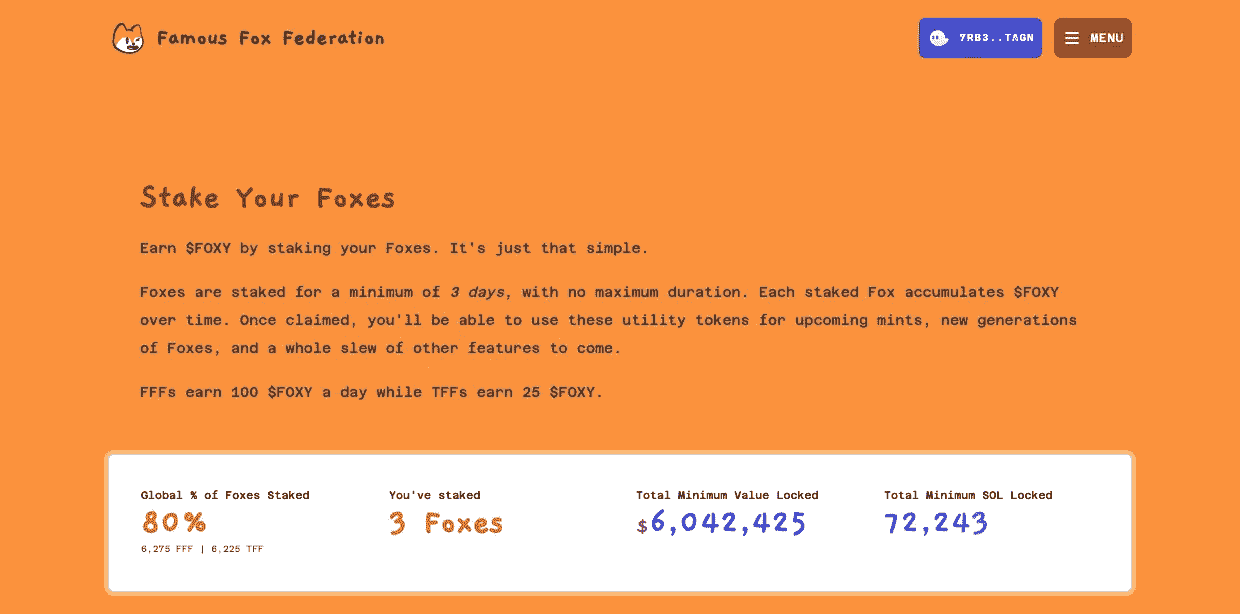 Famous Fox Federation
7RB3..TAGN
MENU
Stake Your Foxes
Earn $FOXY by staking your Foxes. It's just that simple.
Foxes are staked for a minimum of 3 days, with no maximum duration. Each staked Fox accumulates $FOXY
over time. Once claimed, you'll be able to use these utility tokens for upcoming mints, new generations
of Foxes, and a whole slew of other features to come.
FFFs earn 100 $FOXY a day while TFFs earn 25 $FOXY.
Global % of Foxes Staked
80%
6,275 FFF | 6,225 TFF
You've staked
3 Foxes
Total Minimum Value Locked
$6,042,425
Total Minimum SOL Locked
72,243